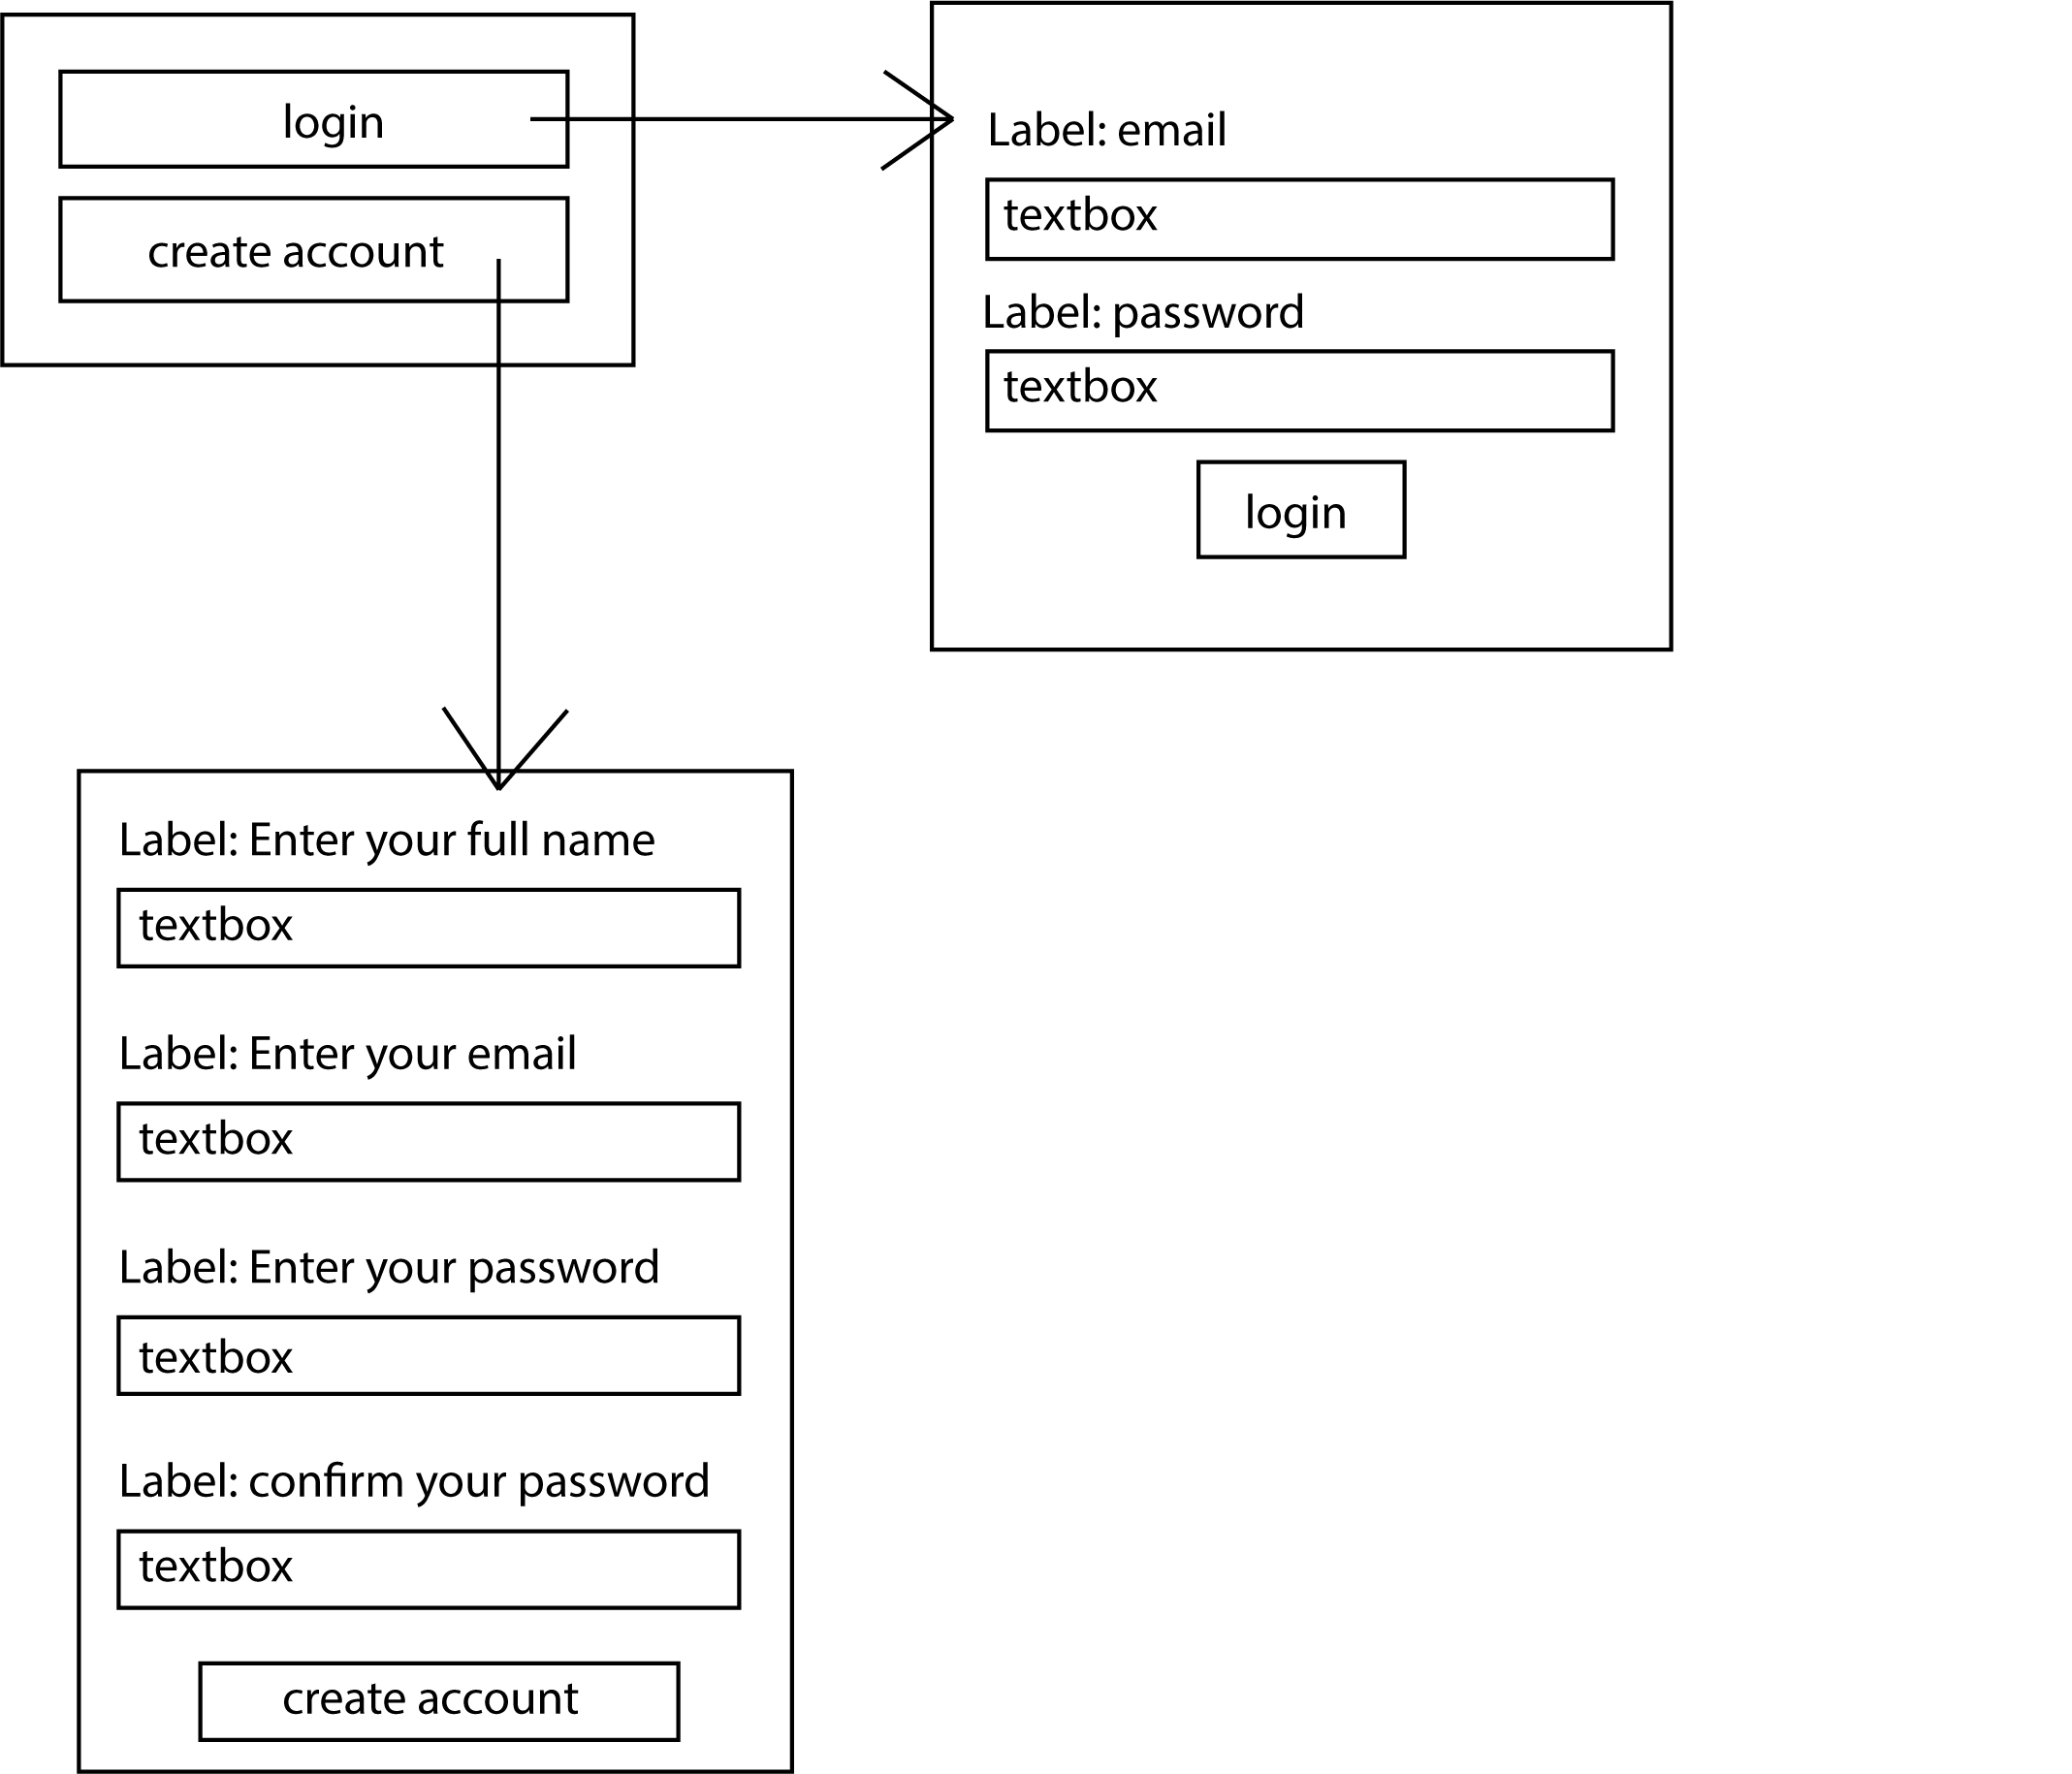 login
create account
Label: email
textbox
Label: password
textbox
login
Label: Enter your full name
textbox
Label: Enter your email
textbox
Label: Enter your password
textbox
Label: confirm your password
textbox
create account